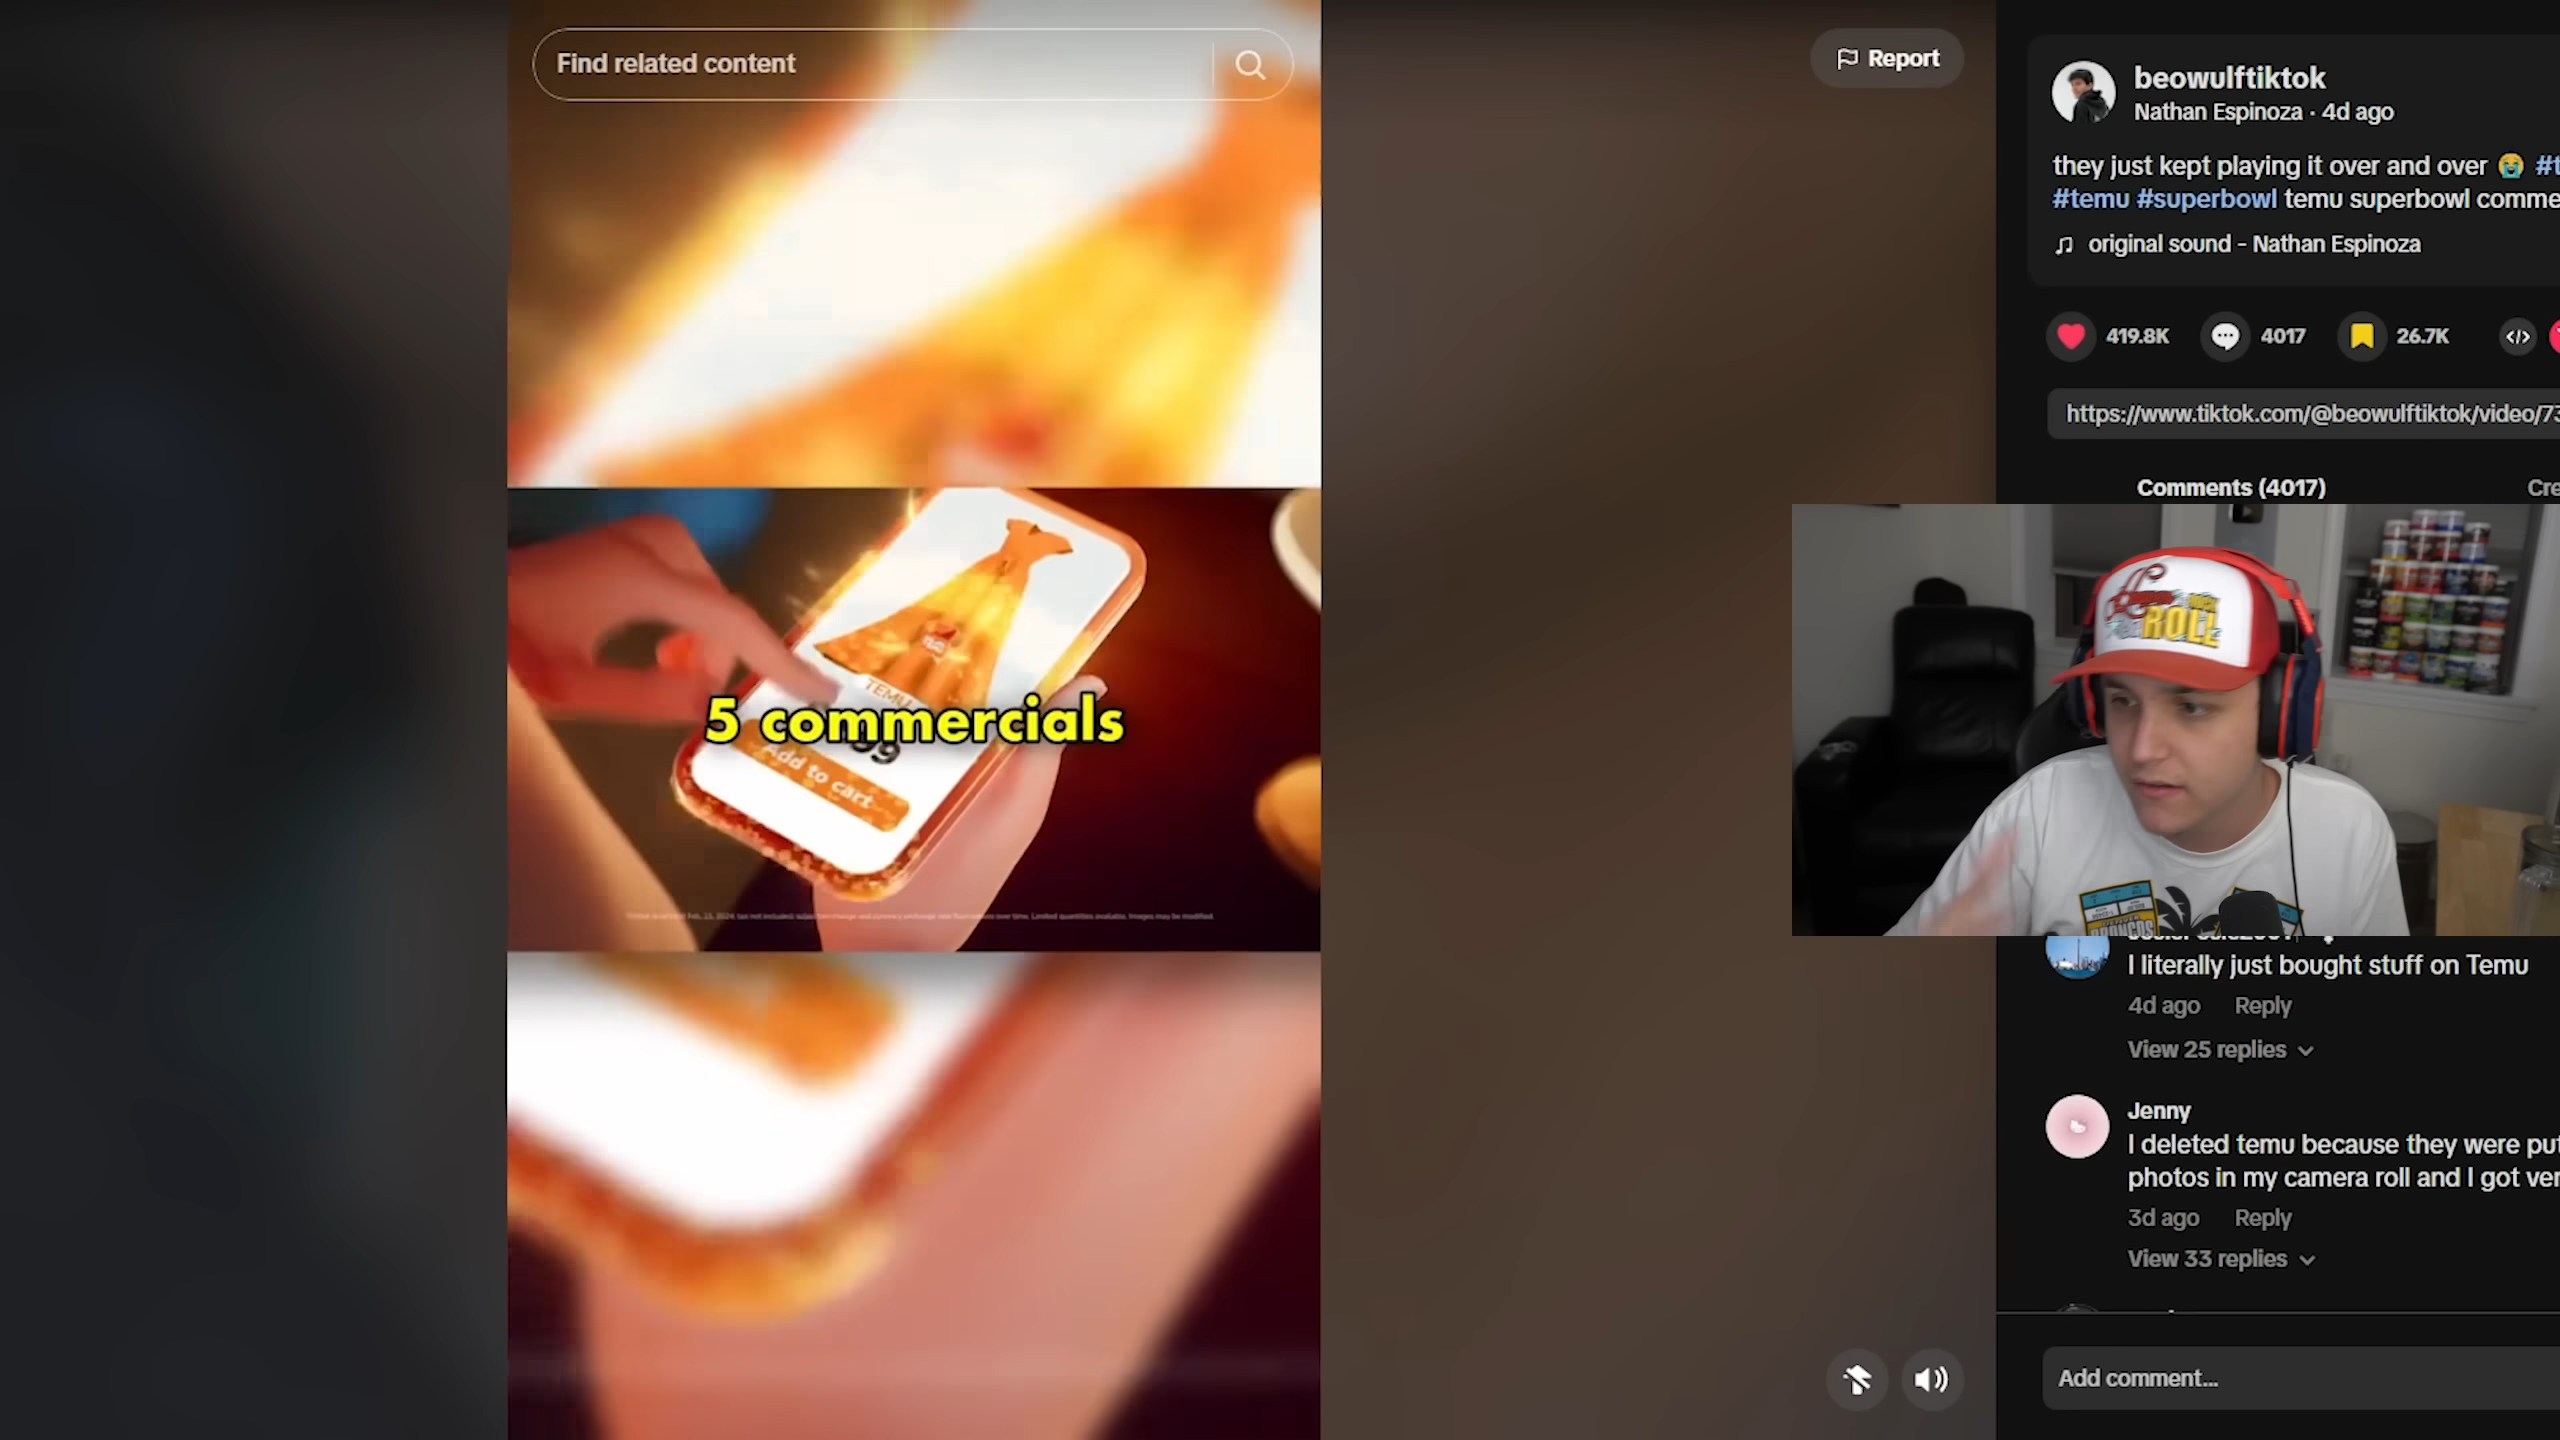 Find related content
Report
beowulftiktok
Nathan Espinoza · 4d ago
they just kept playing it over and over 😭 #t
#temu #superbowl temu superbowl comme
original sound - Nathan Espinoza
419.8K
4017
26.7K
https://www.tiktok.com/@beowulftiktok/video/73
Comments (4017)
Cre
TEMU
5 commercials
99
Add to cart
ROLL
BRONCOS
I literally just bought stuff on Temu
4d ago Reply
View 25 replies
Jenny
I deleted temu because they were put
photos in my camera roll and I got ver
3d ago Reply
View 33 replies
Add comment...